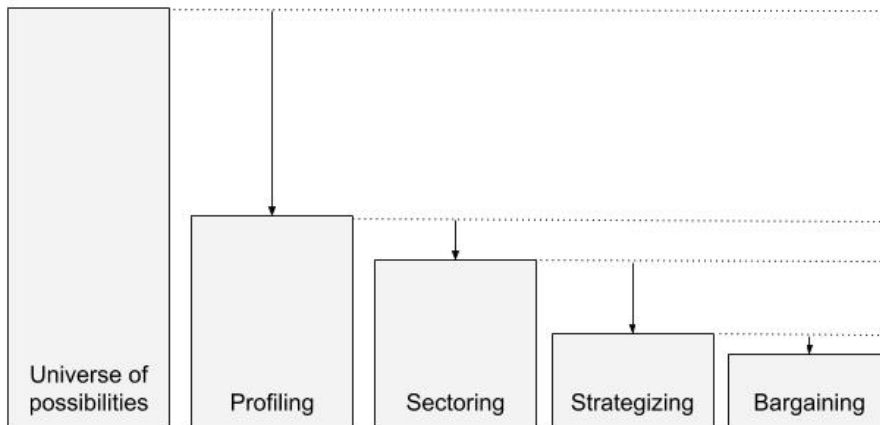 Universe of
possibilities
Profiling
Sectoring
Strategizing
Bargaining